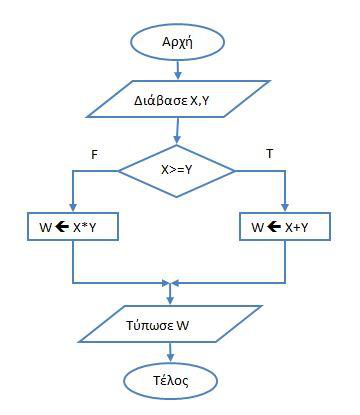 Αρχή
Διάβασε X,Y
F
T
X>=Y
W 🡸 X*Y
W 🡸 X+Y
Τύπωσε W
Τέλος